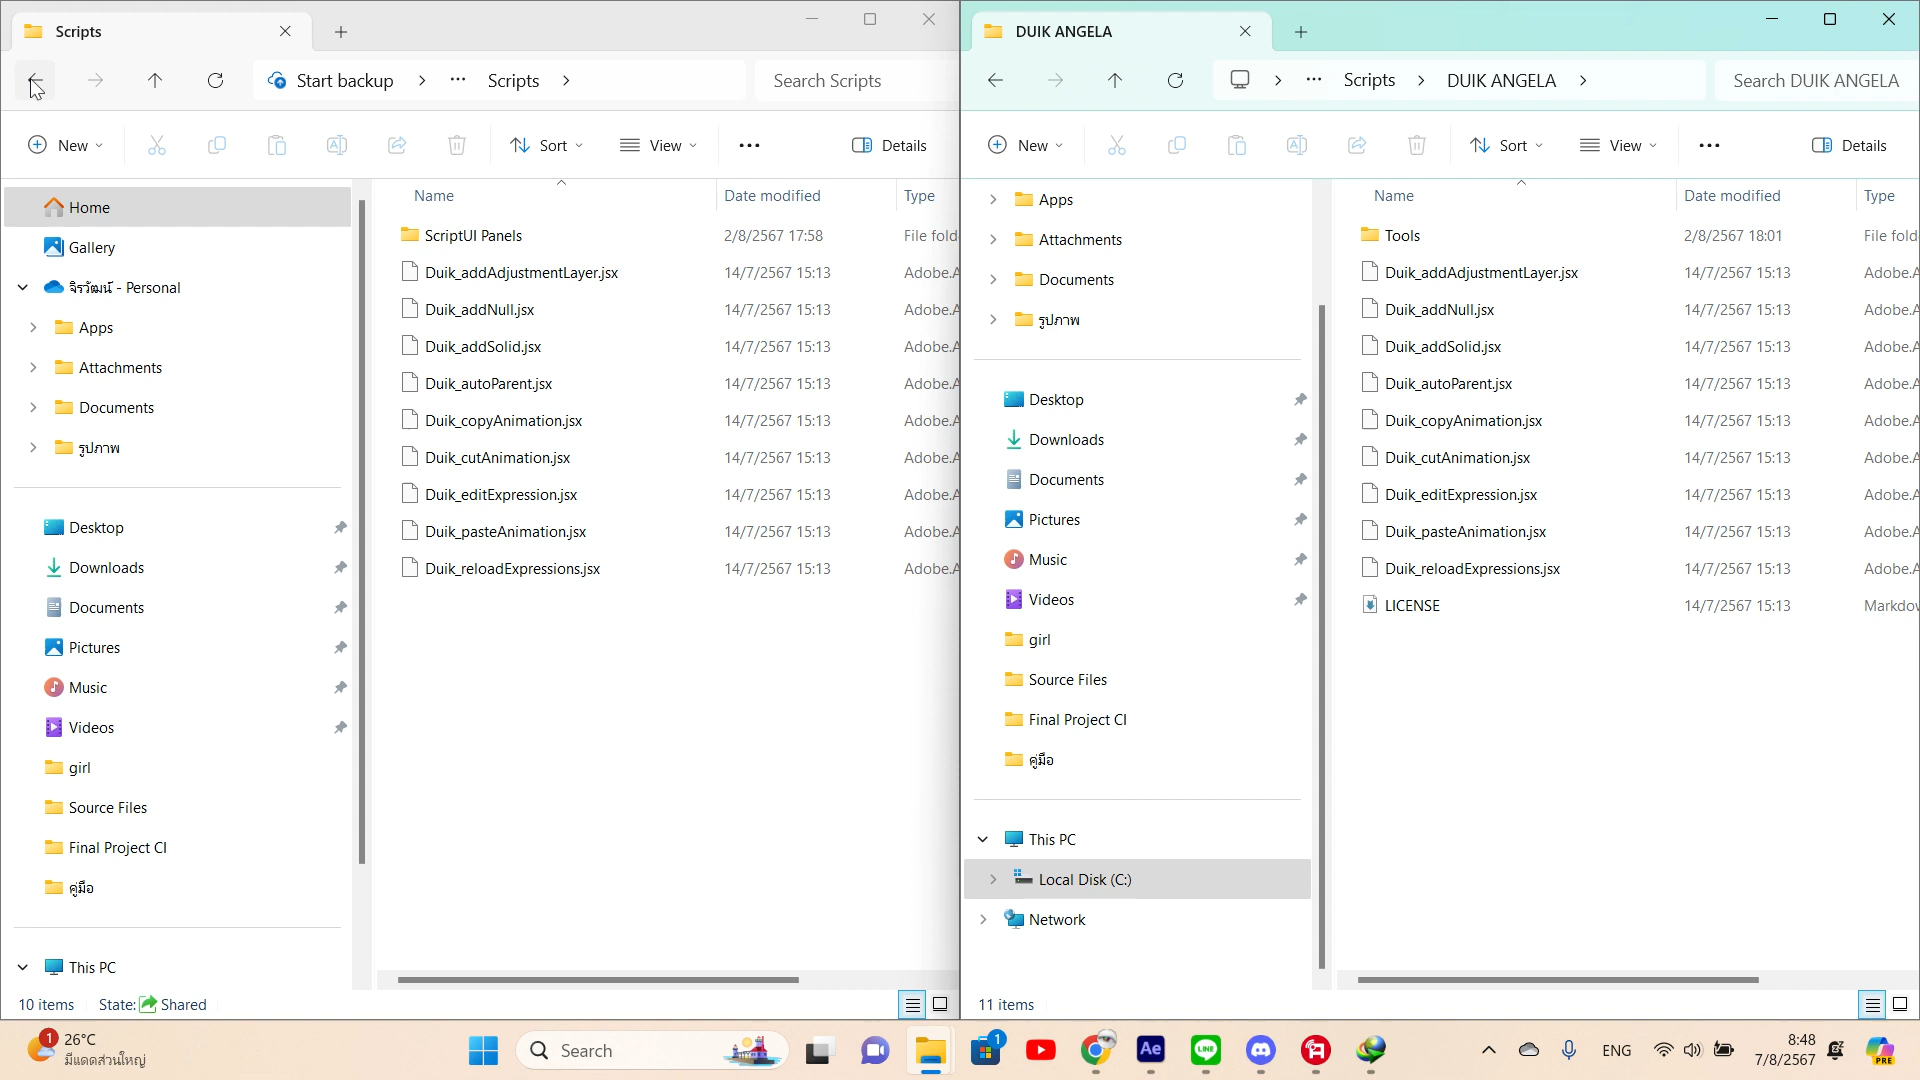 Scripts
Start backup
Scripts
Search Scripts
New
Sort
View
Details
Home
Gallery
จิรวัฒน์ - Personal
Apps
Attachments
Documents
รูปภาพ
Desktop
Downloads
Documents
Pictures
Music
Videos
girl
Source Files
Final Project CI
คู่มือ
This PC
Name Date modified Type
ScriptUI Panels 2/8/2567 17:58 File fold
Duik_addAdjustmentLayer.jsx 14/7/2567 15:13 Adobe.A
Duik_addNull.jsx 14/7/2567 15:13 Adobe.A
Duik_addSolid.jsx 14/7/2567 15:13 Adobe.A
Duik_autoParent.jsx 14/7/2567 15:13 Adobe.A
Duik_copyAnimation.jsx 14/7/2567 15:13 Adobe.A
Duik_cutAnimation.jsx 14/7/2567 15:13 Adobe.A
Duik_editExpression.jsx 14/7/2567 15:13 Adobe.A
Duik_pasteAnimation.jsx 14/7/2567 15:13 Adobe.A
Duik_reloadExpressions.jsx 14/7/2567 15:13 Adobe.A
10 items State: Shared
DUIK ANGELA
Scripts
DUIK ANGELA
Search DUIK ANGELA
New
Sort
View
Details
Apps
Attachments
Documents
รูปภาพ
Desktop
Downloads
Documents
Pictures
Music
Videos
girl
Source Files
Final Project CI
คู่มือ
This PC
Local Disk (C:)
Network
Name Date modified Type
Tools 2/8/2567 18:01 File fold
Duik_addAdjustmentLayer.jsx 14/7/2567 15:13 Adobe.A
Duik_addNull.jsx 14/7/2567 15:13 Adobe.A
Duik_addSolid.jsx 14/7/2567 15:13 Adobe.A
Duik_autoParent.jsx 14/7/2567 15:13 Adobe.A
Duik_copyAnimation.jsx 14/7/2567 15:13 Adobe.A
Duik_cutAnimation.jsx 14/7/2567 15:13 Adobe.A
Duik_editExpression.jsx 14/7/2567 15:13 Adobe.A
Duik_pasteAnimation.jsx 14/7/2567 15:13 Adobe.A
Duik_reloadExpressions.jsx 14/7/2567 15:13 Adobe.A
LICENSE 14/7/2567 15:13 Markdov
11 items
1
26°C
มีแดดส่วนใหญ่
Search
1
Ae
LINE
ENG
8:48
7/8/2567
PRE